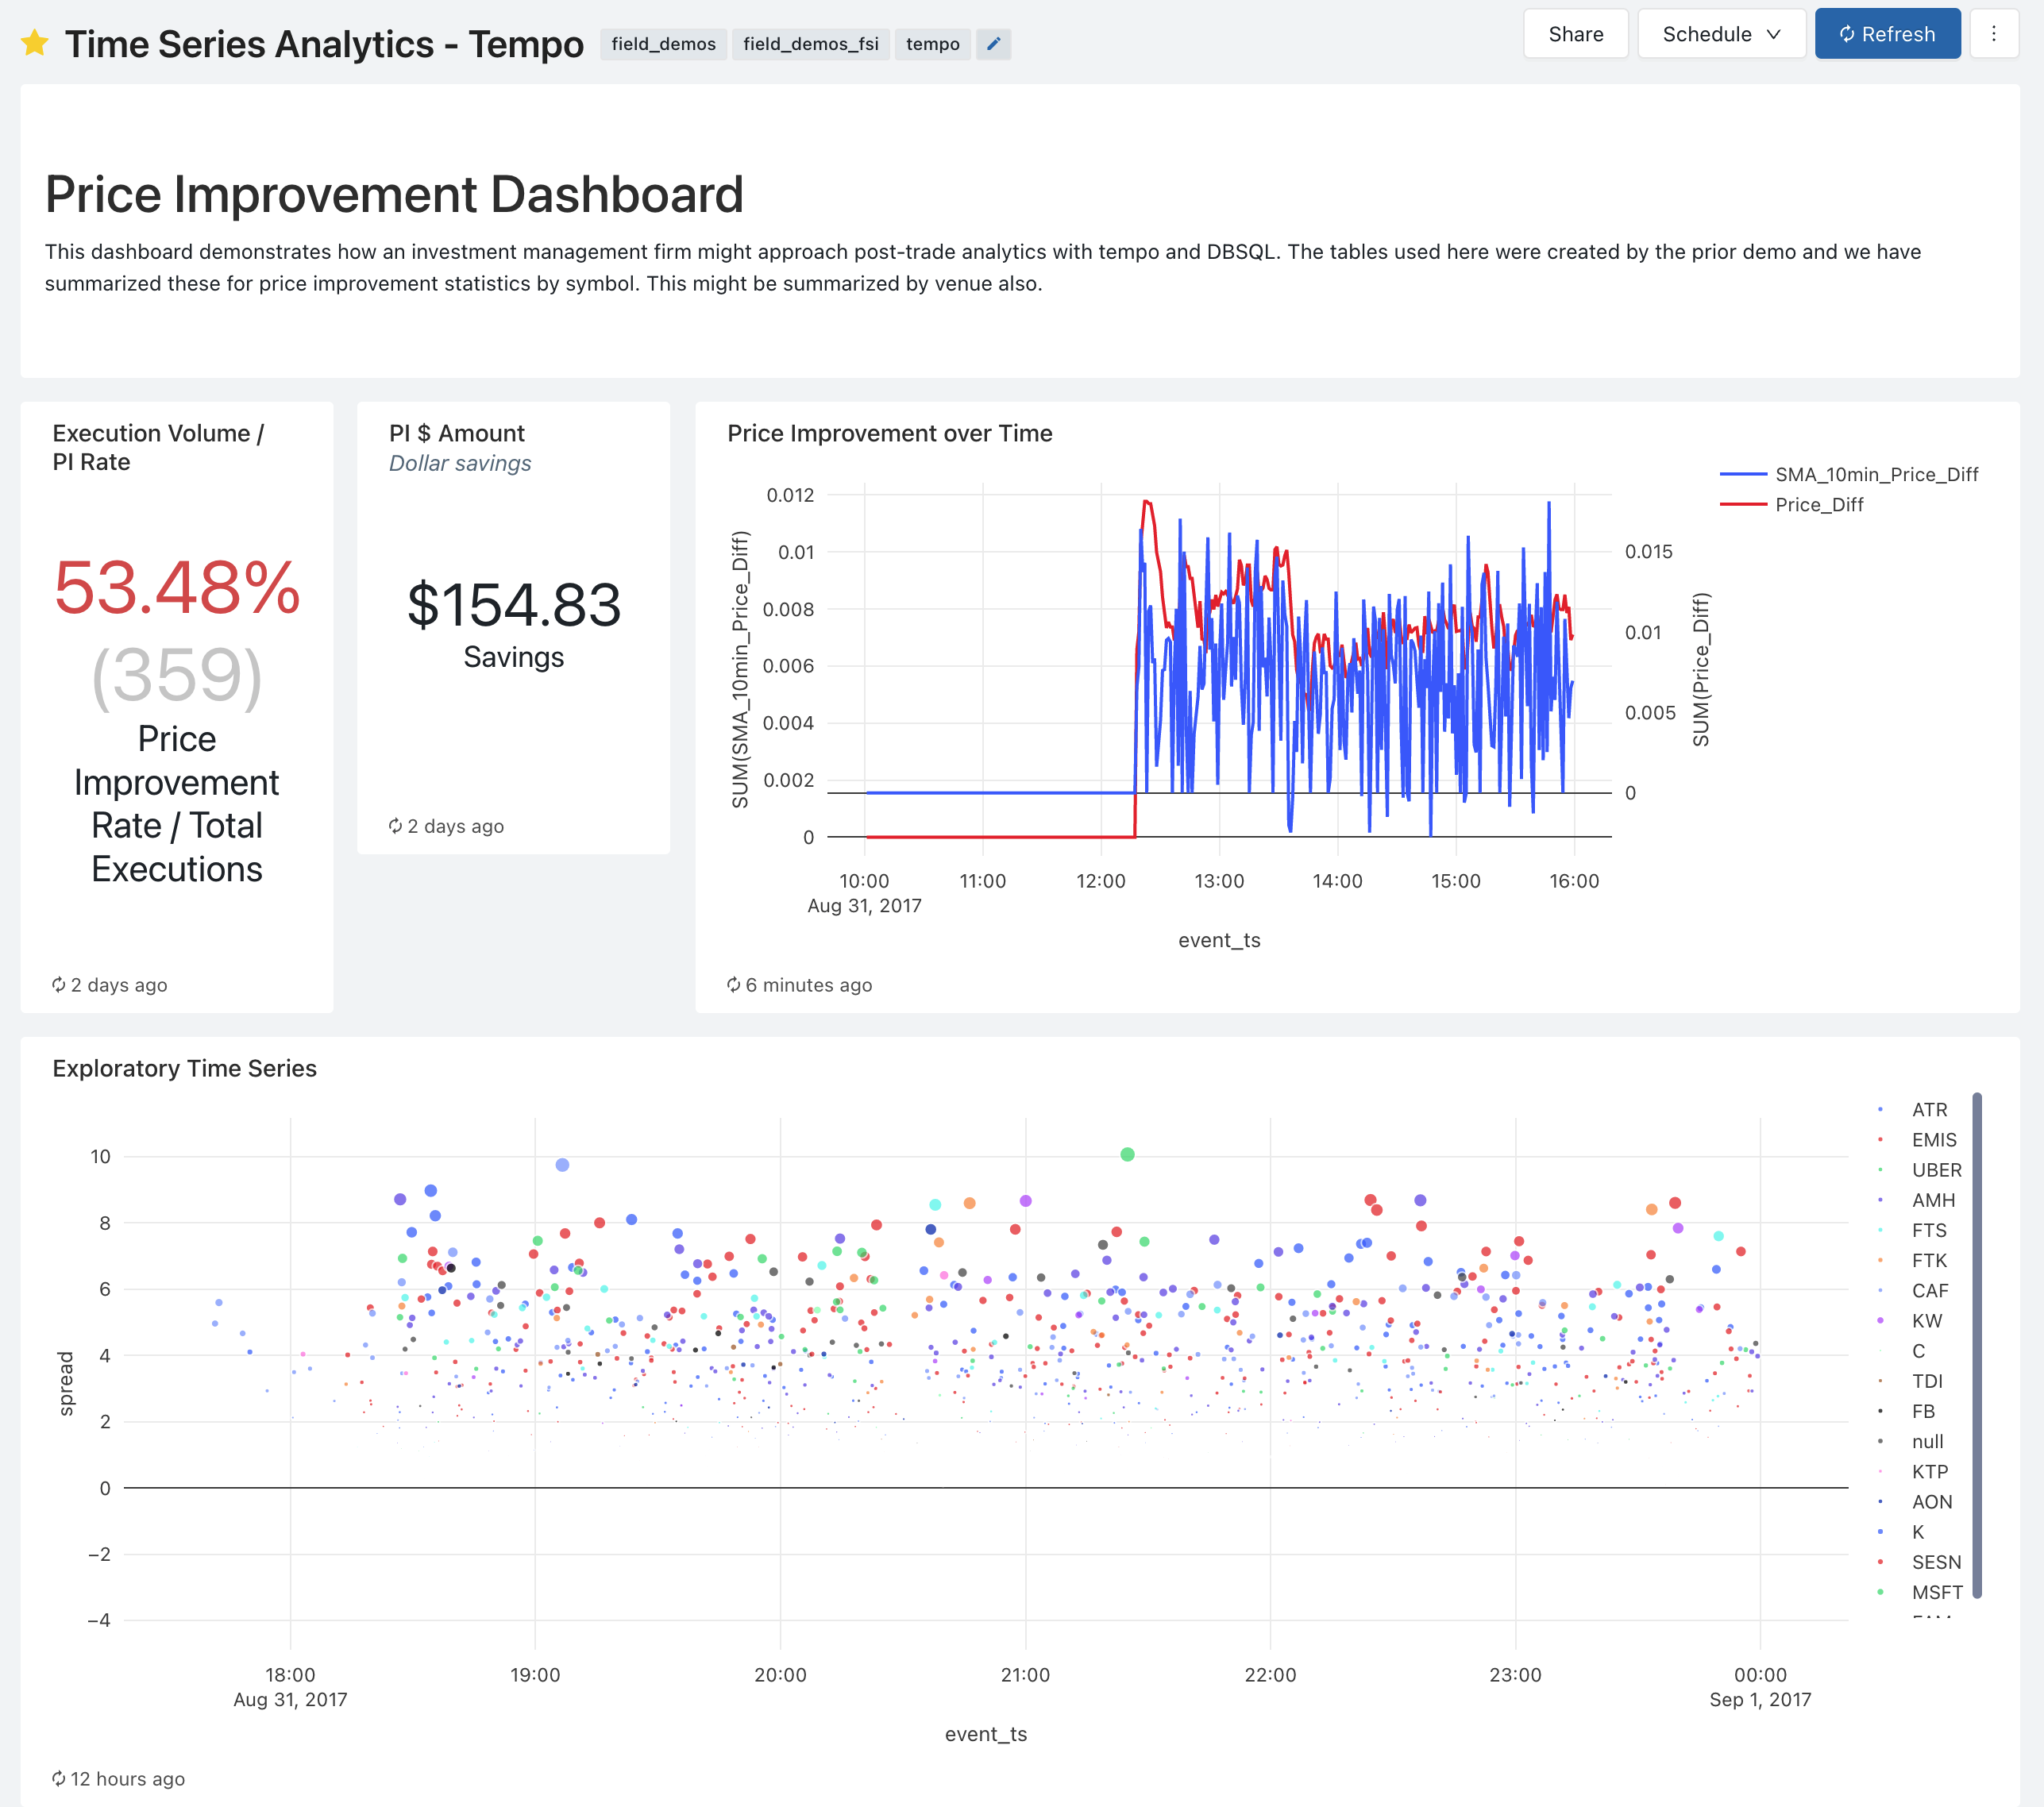 Time Series Analytics - Tempo
field_demos
field_demos_fsi
tempo
Share
Schedule
Refresh
Price Improvement Dashboard
This dashboard demonstrates how an investment management firm might approach post-trade analytics with tempo and DBSQL. The tables used here were created by the prior demo and we have
summarized these for price improvement statistics by symbol. This might be summarized by venue also.
Execution Volume /
PI Rate
53.48%
(359)
Price
Improvement
Rate / Total
Executions
2 days ago
PI $ Amount
Dollar savings
$154.83
Savings
2 days ago
Price Improvement over Time
SMA_10min_Price_Diff
Price_Diff
SUM(SMA_10min_Price_Diff)
0.012
0.01
0.008
0.006
0.004
0.002
0
0.015
0.01
0.005
0
SUM(Price_Diff)
10:00
11:00
12:00
13:00
14:00
15:00
16:00
Aug 31, 2017
event_ts
6 minutes ago
Exploratory Time Series
spread
10
8
6
4
2
0
−2
−4
18:00
19:00
20:00
21:00
22:00
23:00
00:00
Aug 31, 2017
Sep 1, 2017
event_ts
ATR
EMIS
UBER
AMH
FTS
FTK
CAF
KW
C
TDI
FB
null
KTP
AON
K
SESN
MSFT
12 hours ago